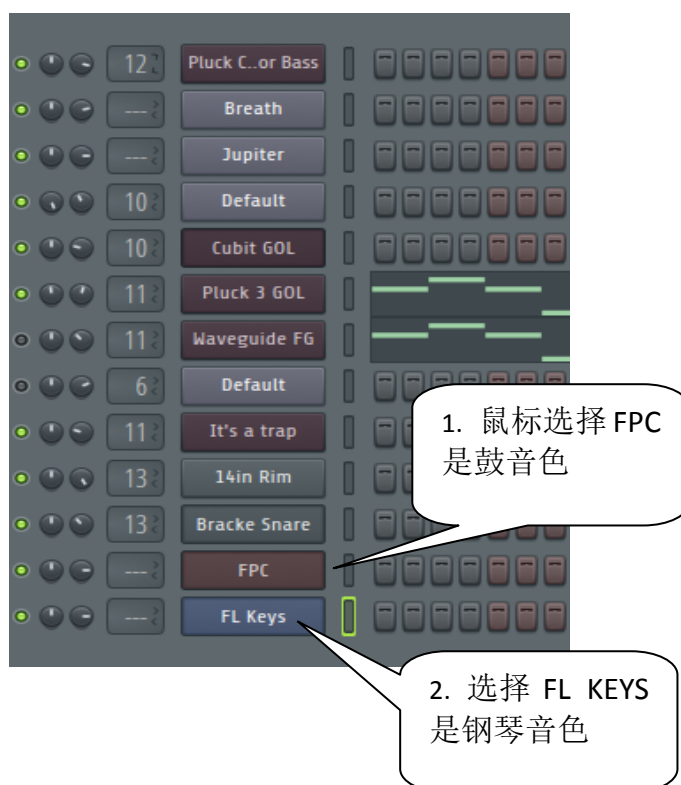 12 Pluck C..or Bass
--- Breath
--- Jupiter
10 Default
10 Cubit GOL
11 Pluck 3 GOL
11 Waveguide FG
6 Default
11 It's a trap
13 14in Rim
13 Bracke Snare
--- FPC
--- FL Keys
1. 鼠标选择 FPC
是鼓音色
2. 选择 FL KEYS
是钢琴音色